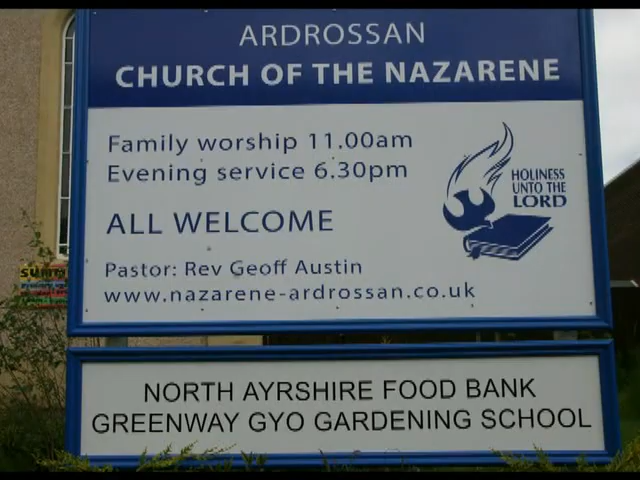 ARDROSSAN
CHURCH OF THE NAZARENE
Family worship 11.00am
Evening service 6.30pm
ALL WELCOME
HOLINESS
UNTO THE
LORD
Pastor: Rev Geoff Austin
www.nazarene-ardrossan.co.uk
NORTH AYRSHIRE FOOD BANK
GREENWAY GYO GARDENING SCHOOL